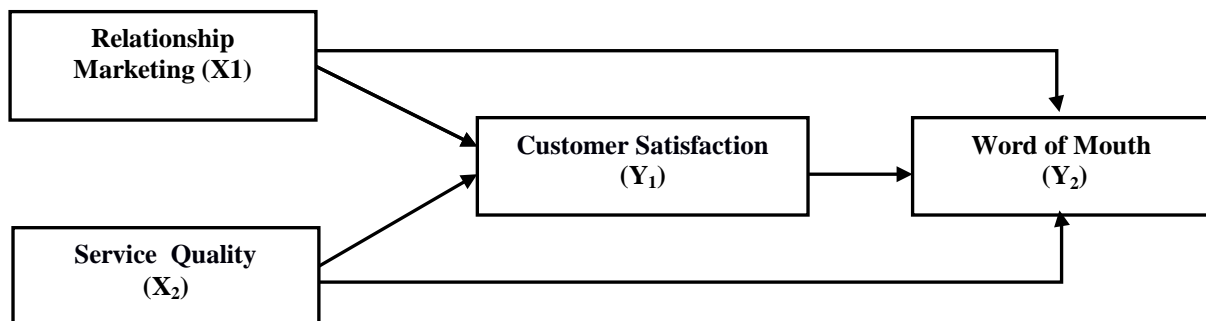 Relationship
Marketing (X1)
Customer Satisfaction
(Y₁)
Word of Mouth
(Y₂)
Service Quality
(X₂)